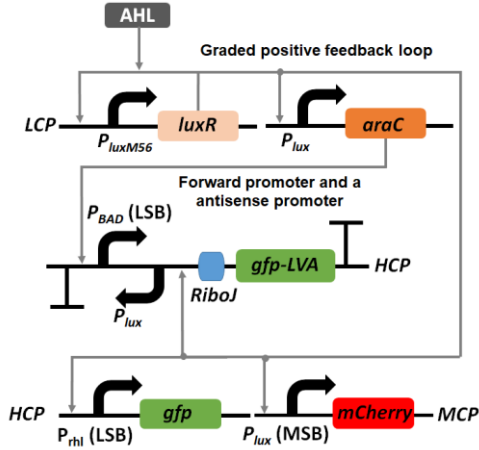 AHL
Graded positive feedback loop
LCP
luxR
araC
PluxM56
Plux
Forward promoter and a
antisense promoter
PBAD (LSB)
gfp-LVA
HCP
RiboJ
Plux
HCP
gfp
mCherry
MCP
Prhl (LSB)
Plux (MSB)